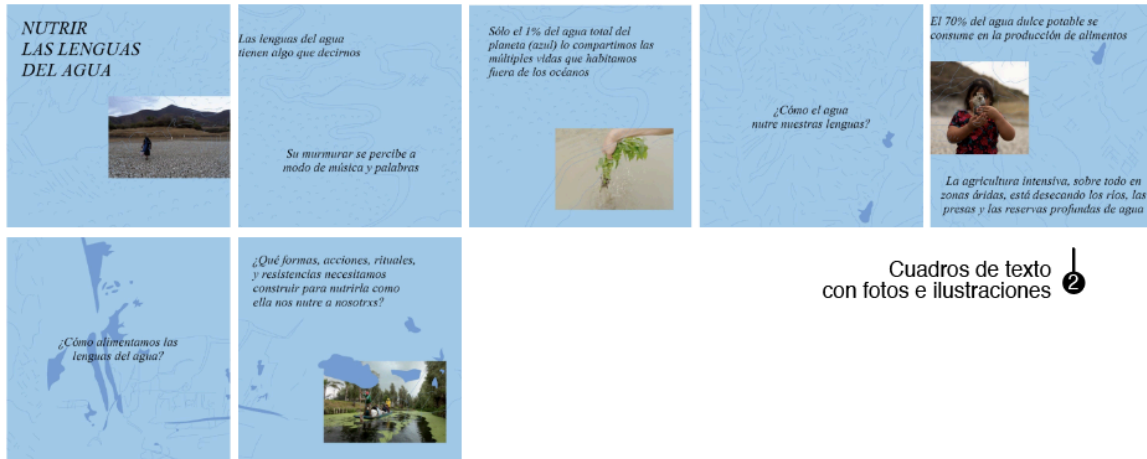 NUTRIR
LAS LENGUAS
DEL AGUA
Las lenguas del agua
tienen algo que decirnos
Su murmurar se percibe a
modo de música y palabras
Sólo el 1% del agua total del
planeta (azul) lo compartimos las
múltiples vidas que habitamos
fuera de los océanos
¿Cómo el agua
nutre nuestras lenguas?
El 70% del agua dulce potable se
consume en la producción de alimentos
La agricultura intensiva, sobre todo en
zonas áridas, está desecando los ríos, las
presas y las reservas profundas de agua
¿Cómo alimentamos las
lenguas del agua?
¿Qué formas, acciones, rituales,
y resistencias necesitamos
construir para nutrirla como
ella nos nutre a nosotrxs?
Cuadros de texto
con fotos e ilustraciones
2